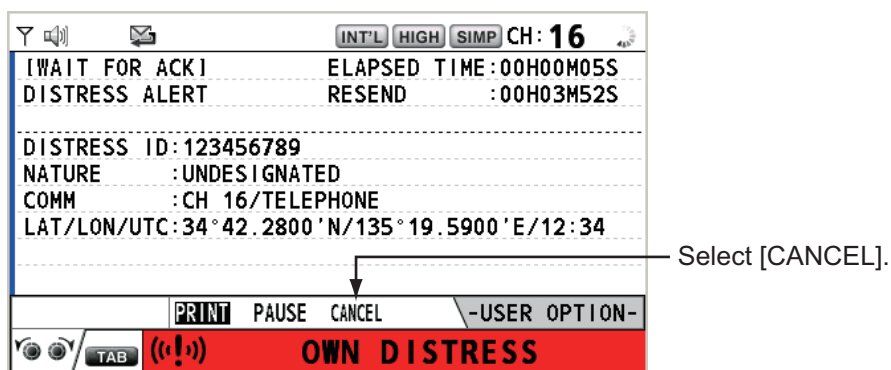 INT'L HIGH SIMP CH: 16
[WAIT FOR ACK] ELAPSED TIME:00H00M05S
DISTRESS ALERT RESEND :00H03M52S
DISTRESS ID:123456789
NATURE :UNDESIGNATED
COMM :CH 16/TELEPHONE
LAT/LON/UTC:34°42.2800'N/135°19.5900'E/12:34
Select [CANCEL].
PRINT PAUSE CANCEL -USER OPTION-
TAB OWN DISTRESS